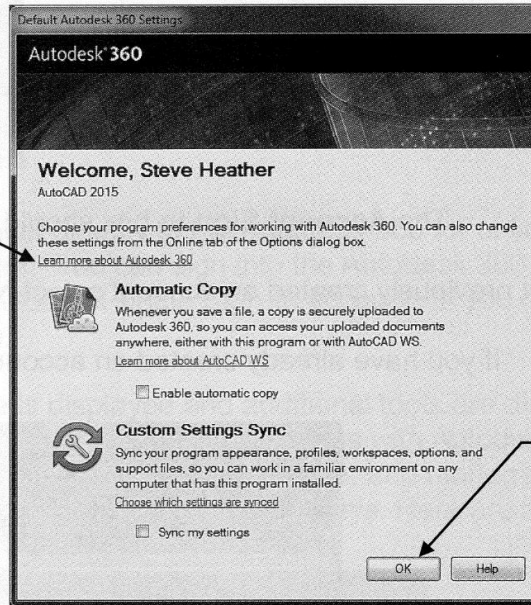 Default Autodesk 360 Settings
Autodesk® 360
Welcome, Steve Heather
AutoCAD 2015
Choose your program preferences for working with Autodesk 360. You can also change
these settings from the Online tab of the Options dialog box.
Learn more about Autodesk 360
Automatic Copy
Whenever you save a file, a copy is securely uploaded to
Autodesk 360, so you can access your uploaded documents
anywhere, either with this program or with AutoCAD WS.
Learn more about AutoCAD WS
Enable automatic copy
Custom Settings Sync
Sync your program appearance, profiles, workspaces, options, and
support files, so you can work in a familiar environment on any
computer that has this program installed.
Choose which settings are synced
Sync my settings
OK
Help